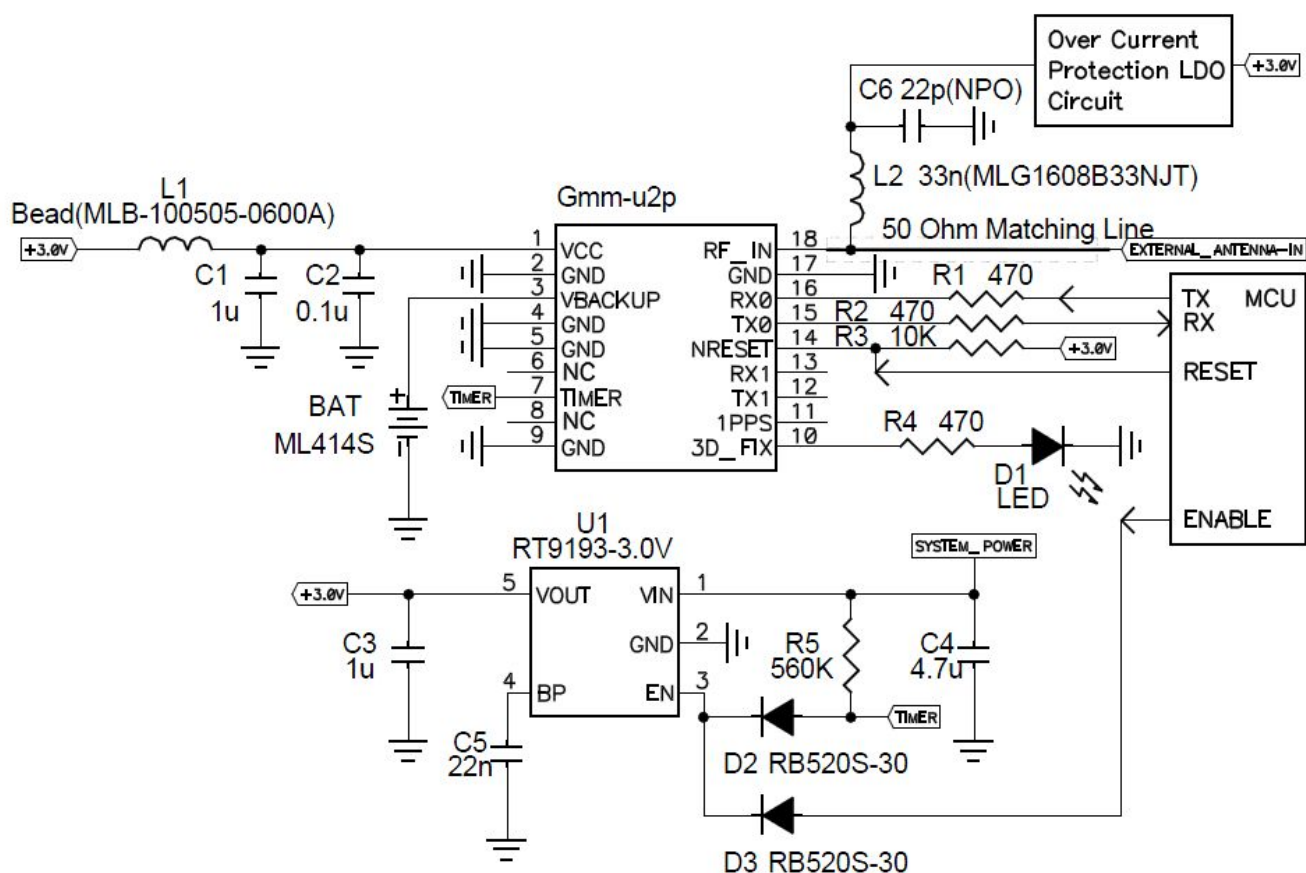 Over Current
Protection LDO
Circuit
+3.0V
C6 22p(NPO)
L2 33n(MLG1608B33NJT)
L1
Bead(MLB-100505-0600A)
+3.0V
C1
1u
C2
0.1u
BAT
ML414S
TIMER
Gmm-u2p
1 VCC
2 GND
3 VBACKUP
4 GND
5 GND
6 NC
7 TIMER
8 NC
9 GND
RF_IN 18
GND 17
RX0 16
TX0 15
NRESET 14
RX1 13
TX1 12
1PPS 11
3D_FIX 10
50 Ohm Matching Line
EXTERNAL_ANTENNA-IN
R1 470
R2 470
R3 10K
+3.0V
R4 470
D1
LED
TX MCU
RX
RESET
ENABLE
U1
RT9193-3.0V
+3.0V
5 VOUT
4 BP
VIN 1
GND 2
EN 3
C3
1u
C5
22n
SYSTEM_POWER
R5
560K
C4
4.7u
TIMER
D2 RB520S-30
D3 RB520S-30